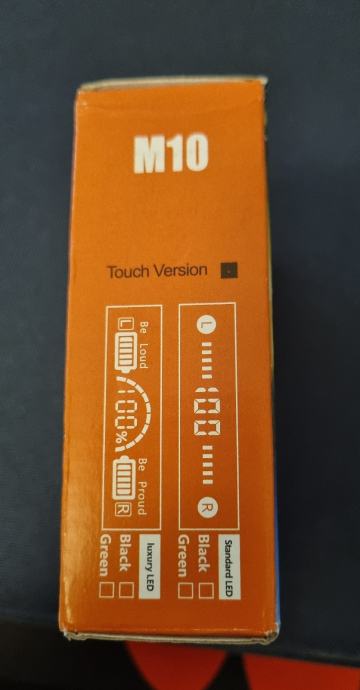 M10
Touch Version
L
100
R
Standard LED
Black
Green
Be Loud
Be Proud
L
100%
R
luxury LED
Black
Green